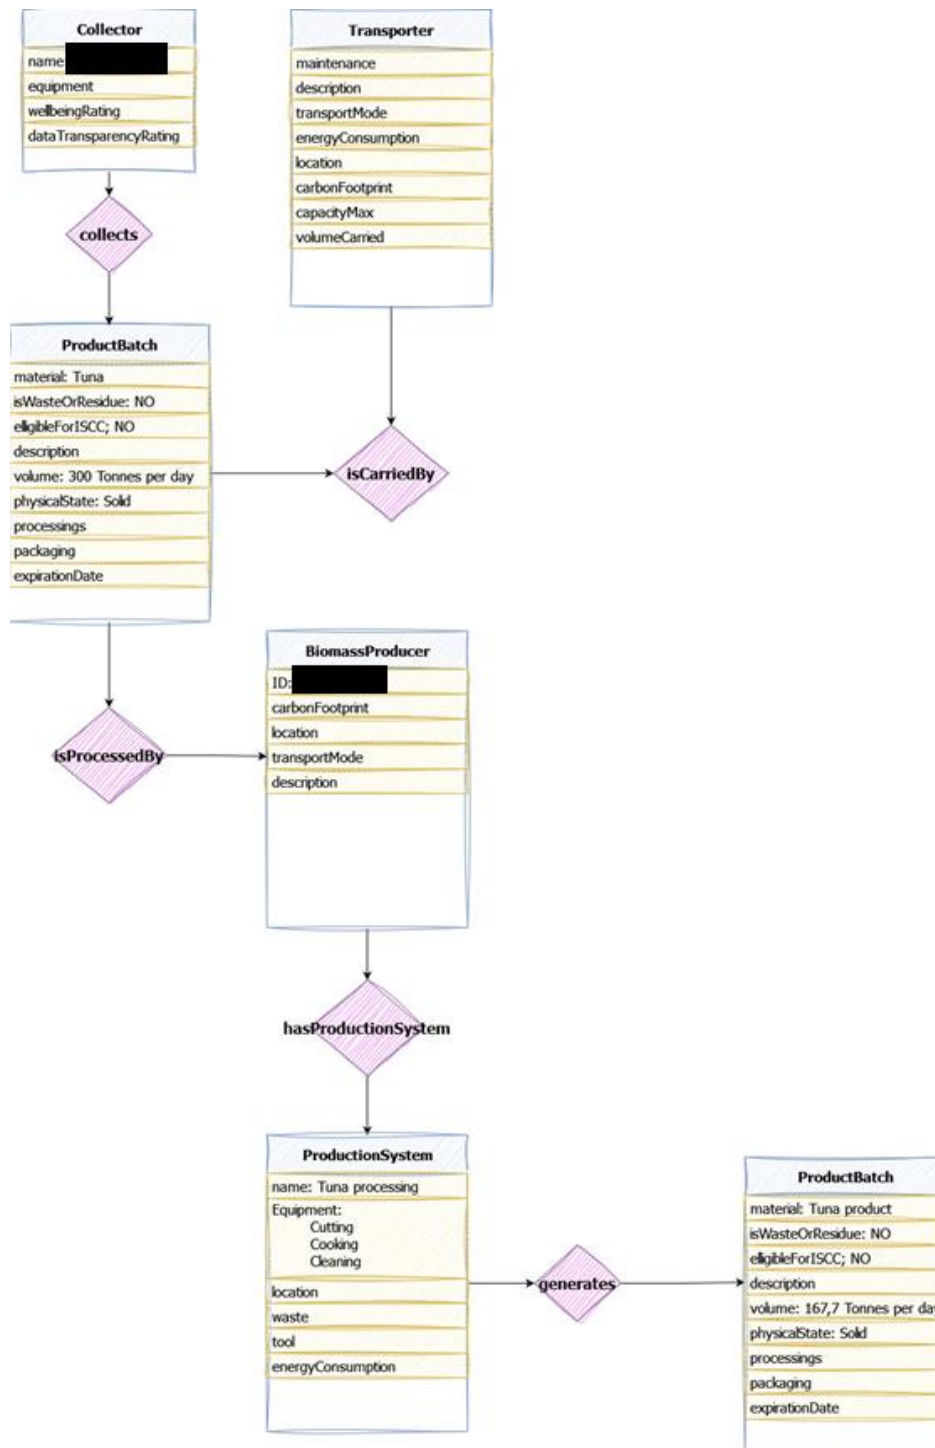 Collector
name
equipment
wellbeingRating
dataTransparencyRating
collects
Transporter
maintenance
description
transportMode
energyConsumption
location
carbonFootprint
capacityMax
volumeCarried
ProductBatch
material: Tuna
isWasteOrResidue: NO
elligibleForISCC; NO
description
volume: 300 Tonnes per day
physicalState: Solid
processings
packaging
expirationDate
isCarriedBy
isProcessedBy
BiomassProducer
ID:
carbonFootprint
location
transportMode
description
hasProductionSystem
ProductionSystem
name: Tuna processing
Equipment:
Cutting
Cooking
Cleaning
location
waste
tool
energyConsumption
generates
ProductBatch
material: Tuna product
isWasteOrResidue: NO
elligibleForISCC; NO
description
volume: 167,7 Tonnes per day
physicalState: Solid
processings
packaging
expirationDate